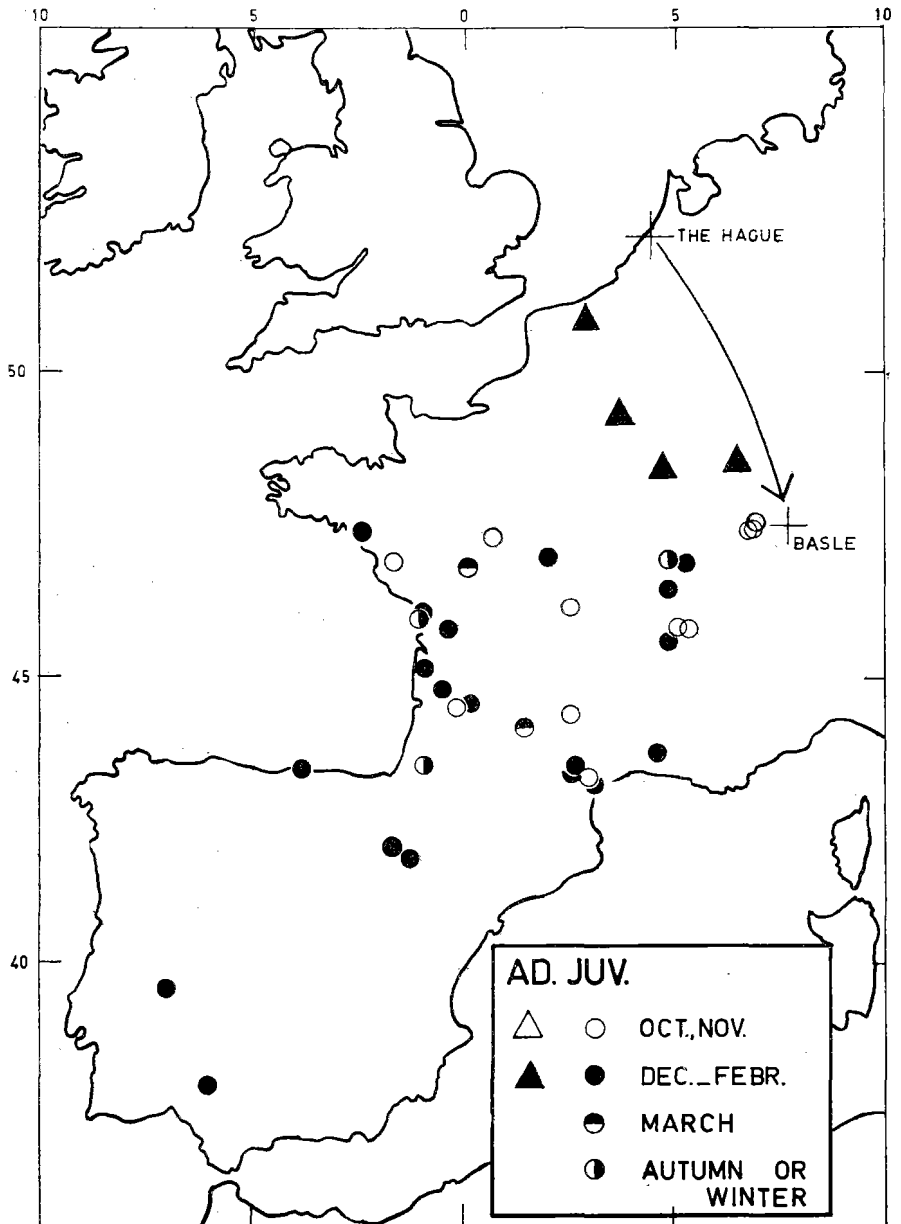 10 5 0 5 10
THE HAGUE
50
BASLE
45
40
AD. JUV.
OCT., NOV.
DEC._FEBR.
MARCH
AUTUMN OR
WINTER